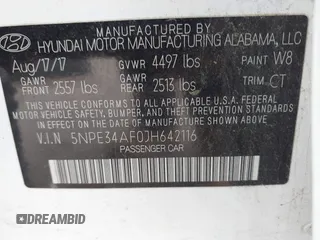 MANUFACTURED BY
HYUNDAI MOTOR MANUFACTURING ALABAMA, LLC
Aug/17/17 GVWR 4497 lbs PAINT W8
GAWR FRONT 2557 lbs GAWR REAR 2513 lbs TRIM CT
THIS VEHICLE CONFORMS TO ALL APPLICABLE FEDERAL
MOTOR VEHICLE SAFETY, BUMPER, AND THEFT PREVENTION
STANDARDS IN EFFECT ON THE DATE OF MANUFACTURE SHOWN ABOVE.
V.I.N 5NPE34AF0JH642116
PASSENGER CAR
DREAMBID